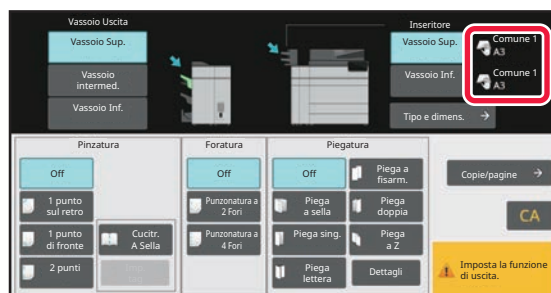 Vassoio Uscita
Vassoio Sup.
Vassoio
intermed.
Vassoio Inf.
Inseritore
Vassoio Sup.
Comune 1
A3
Vassoio Inf.
Comune 1
A3
Tipo e dimens.
Pinzatura
Off
1 punto
sul retro
1 punto
di fronte
2 punti
Cucitr.
A Sella
Foratura
Off
Punzonatura a
2 Fori
Punzonatura a
4 Fori
Piegatura
Off
Piega a
fisarm.
Piega
a sella
Piega
doppia
Piega sing.
Piega
a Z
Piega
lettera
Dettagli
Copie/pagine
CA
Imposta la funzione
di uscita.